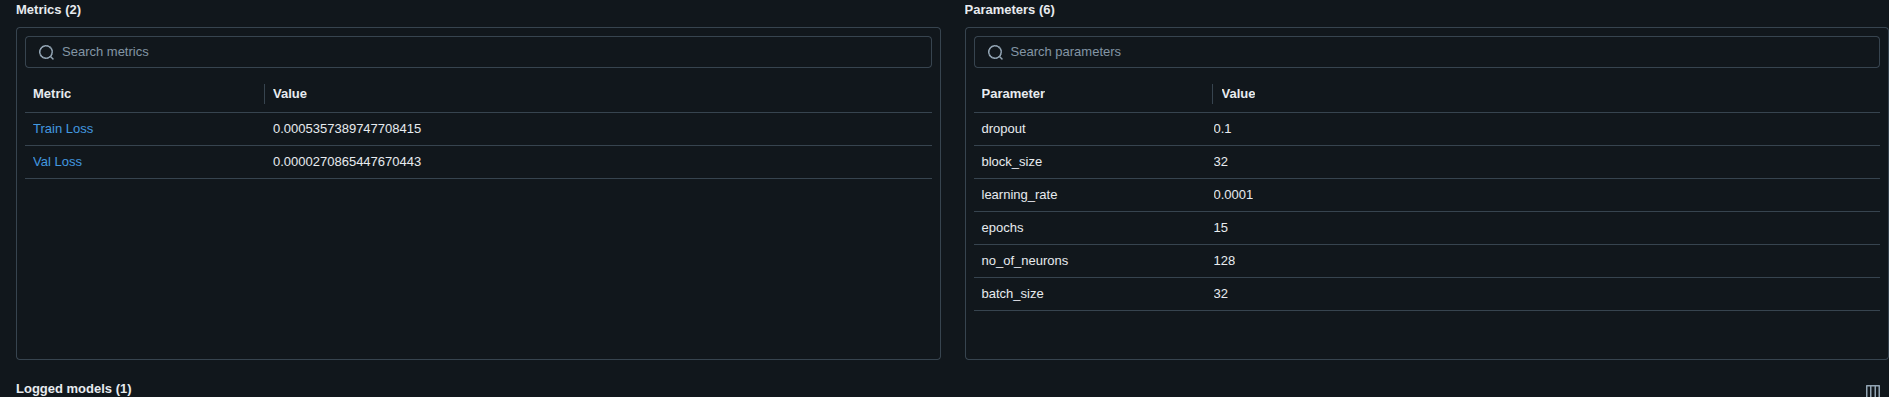 Metrics (2)
Search metrics
Metric Value
Train Loss 0.0005357389747708415
Val Loss 0.0000270865447670443
Parameters (6)
Search parameters
Parameter Value
dropout 0.1
block_size 32
learning_rate 0.0001
epochs 15
no_of_neurons 128
batch_size 32
Logged models (1)